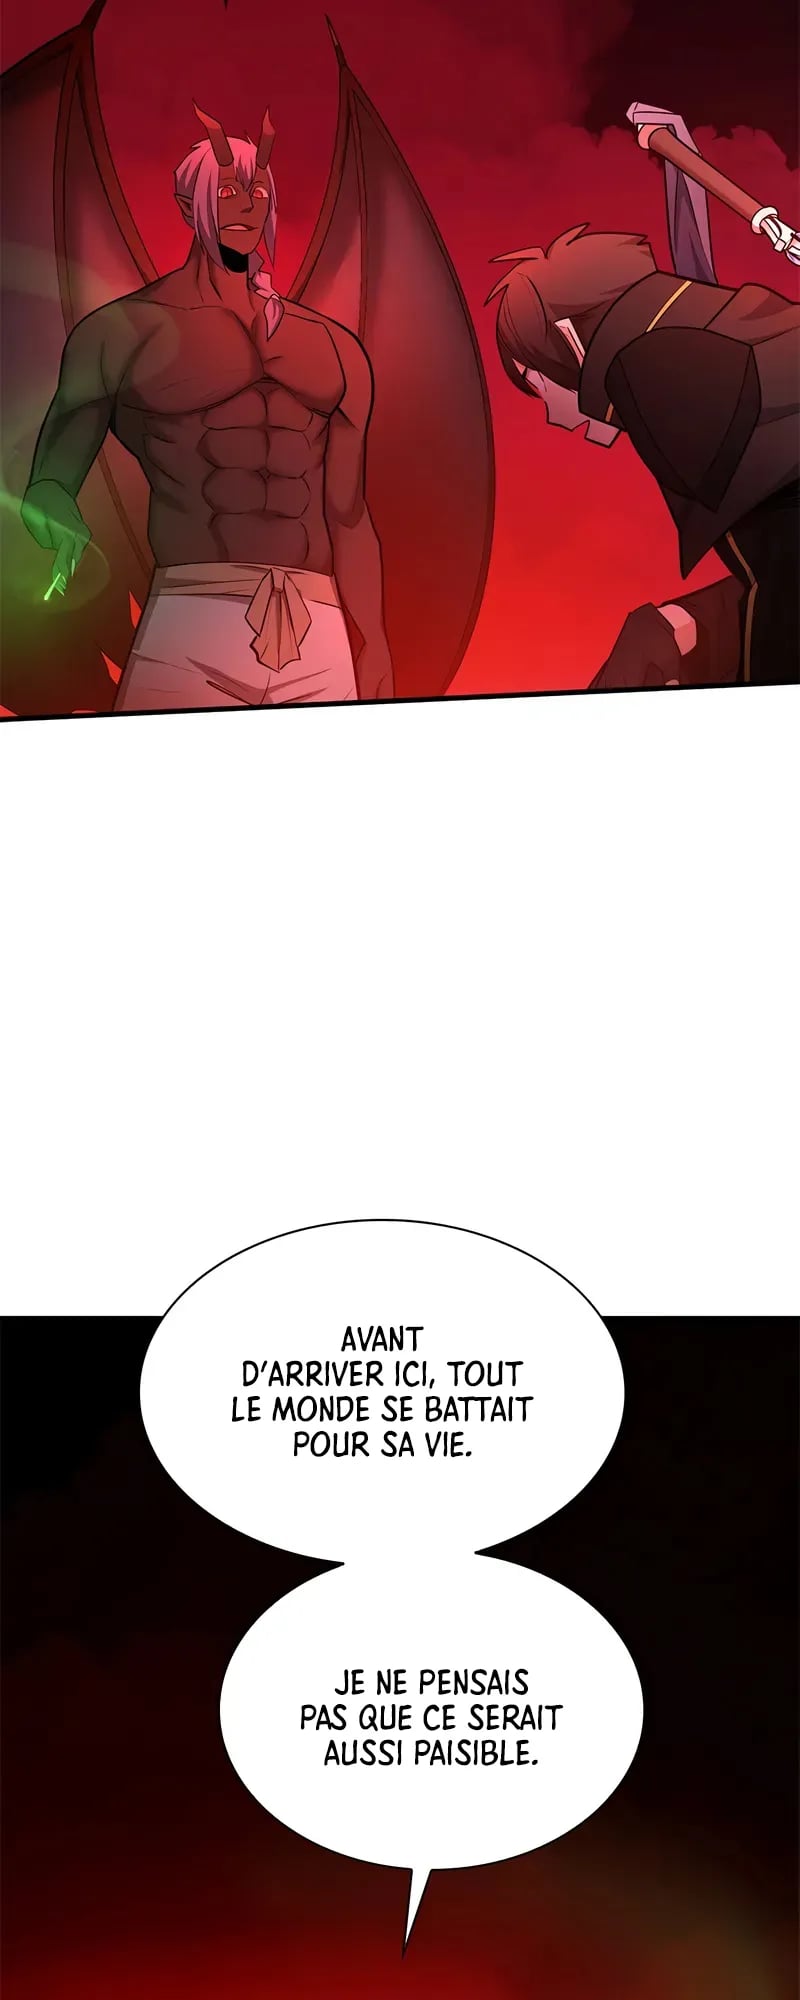 AVANT
D'ARRIVER ICI, TOUT
LE MONDE SE BATTAIT
POUR SA VIE.
JE NE PENSAIS
PAS QUE CE SERAIT
AUSSI PAISIBLE.